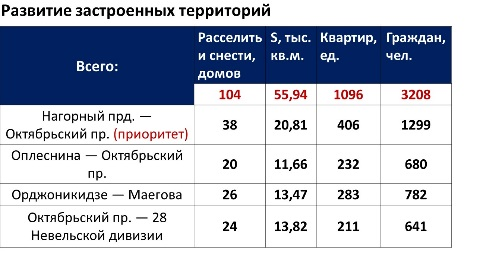 Развитие застроенных территорий
Всего:
Расселить и снести, домов
S, тыс. кв.м.
Квартир, ед.
Граждан, чел.
104 55,94 1096 3208
Нагорный прд. —
Октябрьский пр. (приоритет)
38 20,81 406 1299
Оплеснина — Октябрьский
пр.
20 11,66 232 680
Орджоникидзе — Маегова 26 13,47 283 782
Октябрьский пр. — 28
Невельской дивизии
24 13,82 211 641